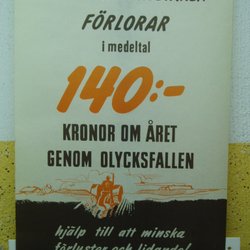 FÖRLORAR
i medeltal
140:-
KRONOR OM ÅRET
GENOM OLYCKSFALLEN
hjälp till att minska
förluster och lidande!